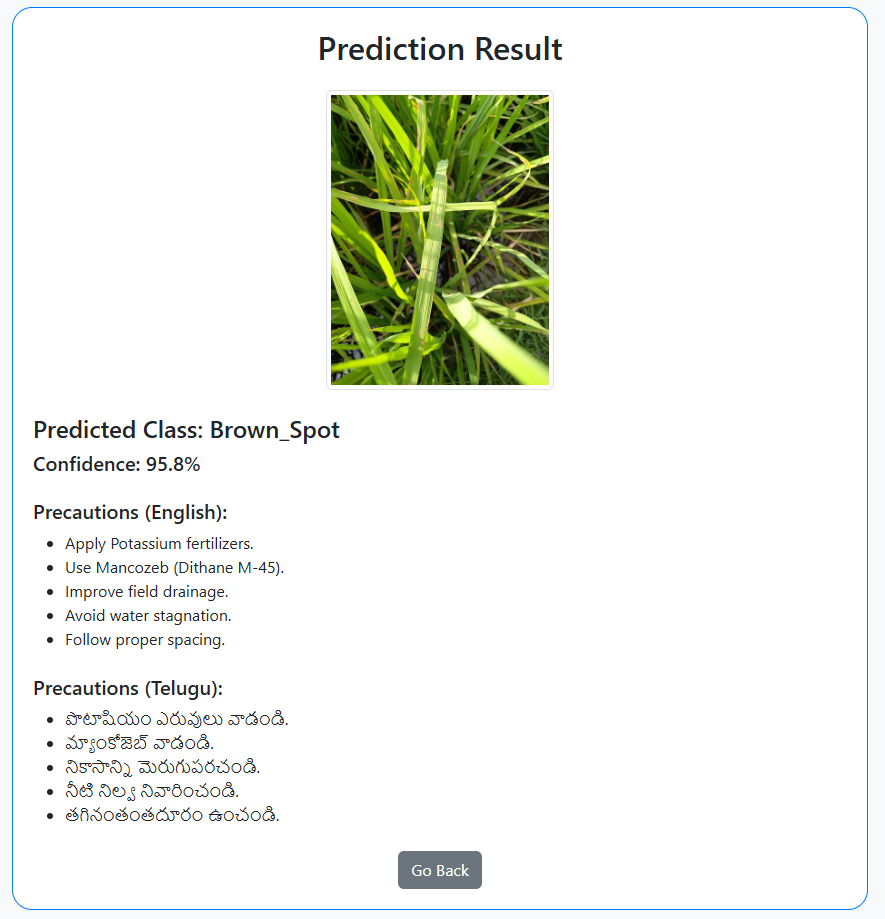 Prediction Result
Predicted Class: Brown_Spot
Confidence: 95.8%
Precautions (English):
Apply Potassium fertilizers.
Use Mancozeb (Dithane M-45).
Improve field drainage.
Avoid water stagnation.
Follow proper spacing.
Precautions (Telugu):
పొటాషియం ఎరువులు వాడండి.
మ్యాంకోజెబ్ వాడండి.
నికాసాన్ని మెరుగుపరచండి.
నీటి నిల్వ నివారించండి.
తగినంతంతదూరం ఉంచండి.
Go Back